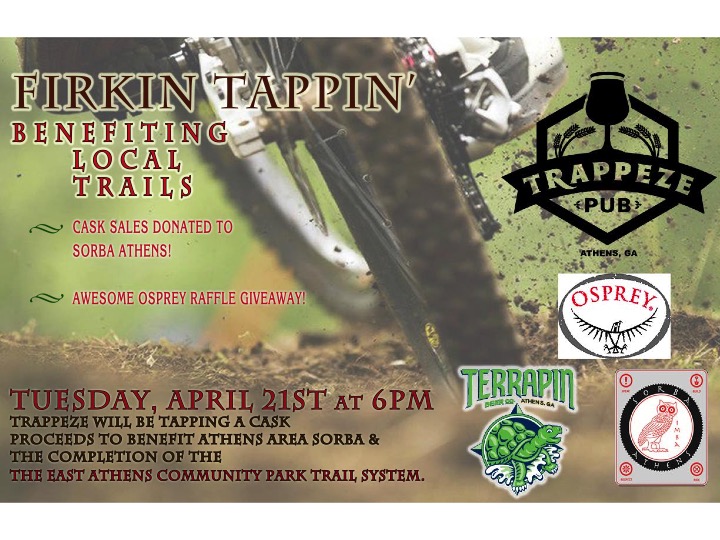 FIRKIN TAPPIN'
BENEFITING
LOCAL
TRAILS
CASK SALES DONATED TO
SORBA ATHENS!
AWESOME OSPREY RAFFLE GIVEAWAY!
TUESDAY, APRIL 21ST AT 6PM
TRAPPEZE WILL BE TAPPING A CASK
PROCEEDS TO BENEFIT ATHENS AREA SORBA &
THE COMPLETION OF THE
THE EAST ATHENS COMMUNITY PARK TRAIL SYSTEM.
TRAPPEZE
PUB
ATHENS, GA
OSPREY
TERRAPIN
BEER CO. ATHENS, GA
SORBA
IMBA
ATHENS